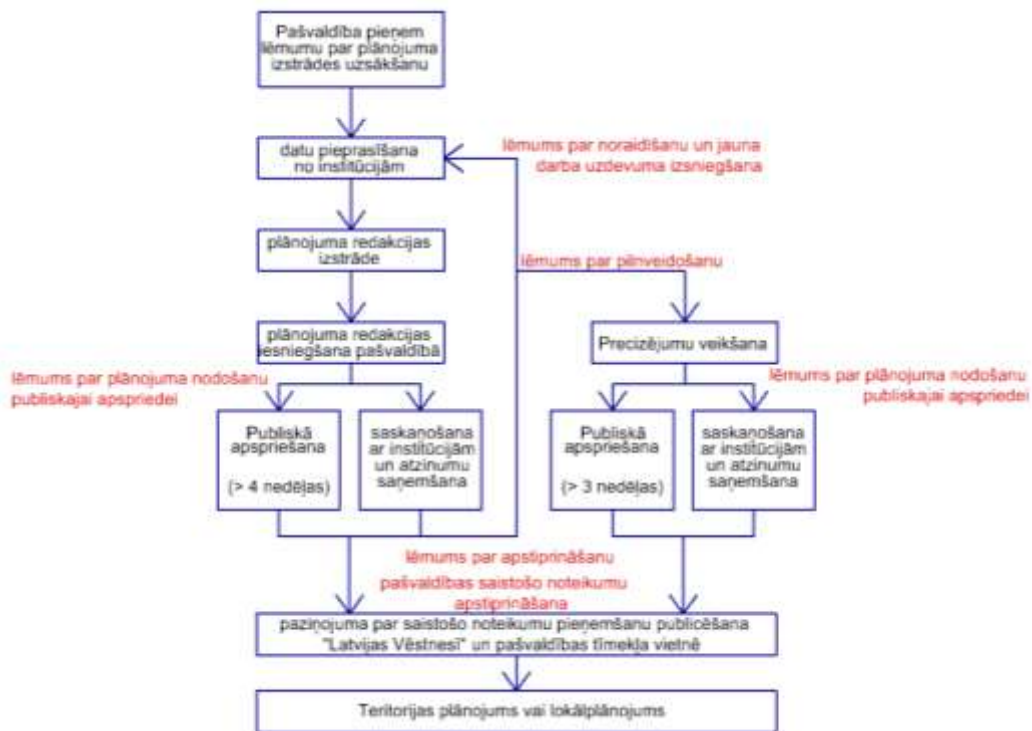 Pašvaldība pieņem
lēmumu par plānojuma
izstrādes uzsākšanu
datu pieprasīšana
no institūcijām
lēmums par noraidīšanu un jauna
darba uzdevuma izsniegšana
plānojuma redakcijas
izstrāde
lēmums par pilnveidošanu
plānojuma redakcijas
iesniegšana pašvaldībā
Precizējumu veikšana
lēmums par plānojuma nodošanu
publiskajai apspriedei
lēmums par plānojuma nodošanu
publiskajai apspriedei
Publiskā
apspriešana
(> 4 nedēļas)
saskaņošana
ar institūcijām
un atzinumu
saņemšana
Publiskā
apspriešana
(> 3 nedēļas)
saskaņošana
ar institūcijām
un atzinumu
saņemšana
lēmums par apstiprināšanu
pašvaldības saistošo noteikumu
apstiprināšana
paziņojuma par saistošo noteikumu pieņemšanu publicēšana
"Latvijas Vēstnesī" un pašvaldības tīmekļa vietnē
Teritorijas plānojums vai lokālplānojums